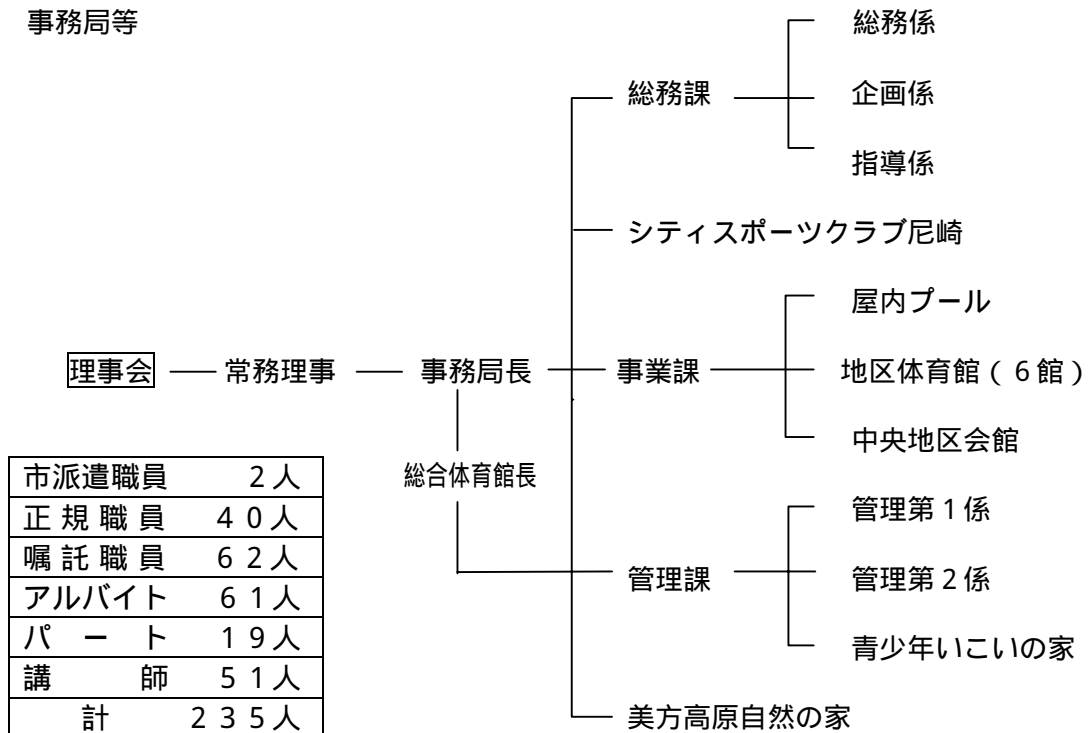 事務局等
総務係
総務課
企画係
指導係
シティスポーツクラブ尼崎
屋内プール
理事会
常務理事
事務局長
事業課
地区体育館(6館)
中央地区会館
総合体育館長
管理第1係
管理課
管理第2係
青少年いこいの家
美方高原自然の家
市派遣職員 2人
正規職員 40人
嘱託職員 62人
アルバイト 61人
パート 19人
講師 51人
計 235人